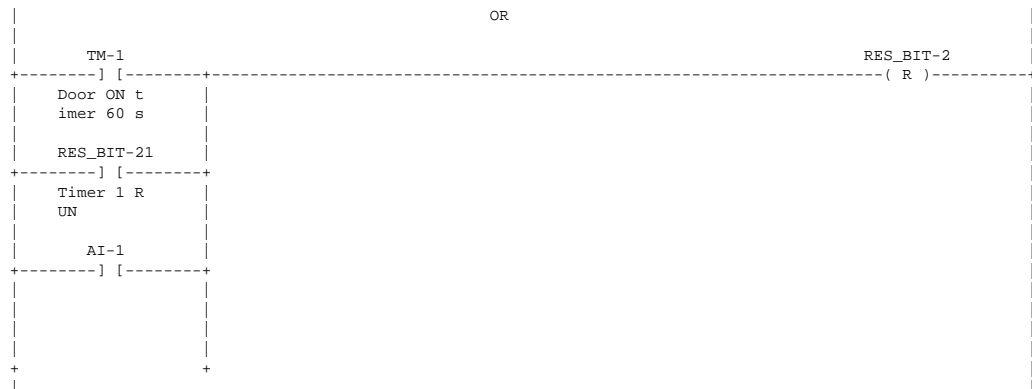 OR
TM-1 RES_BIT-2
] [ ( R )
Door ON t
imer 60 s
RES_BIT-21
] [
Timer 1 R
UN
AI-1
] [